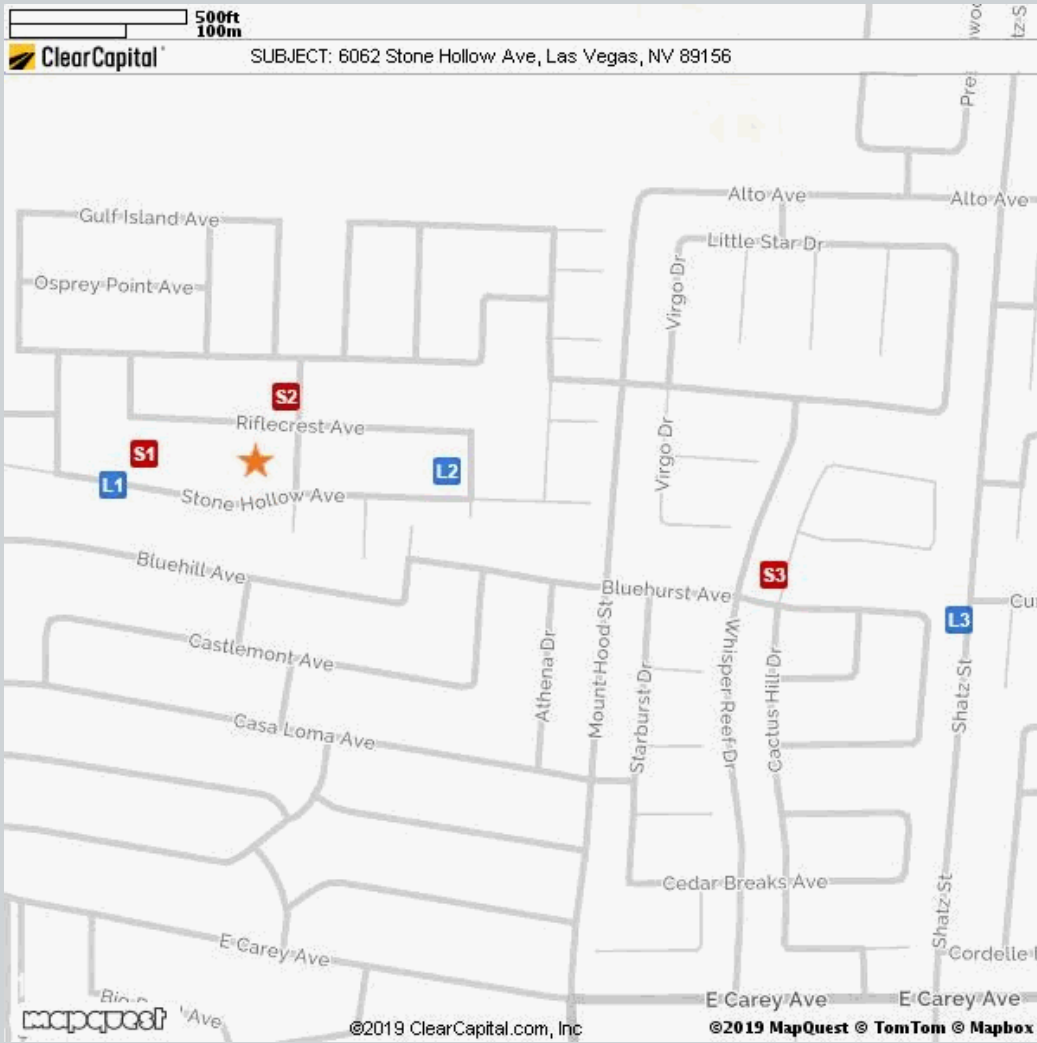 500ft
100m
ClearCapital
SUBJECT: 6062 Stone Hollow Ave, Las Vegas, NV 89156
Alto Ave
Alto Ave
Gulf Island Ave
Little Star Dr
Virgo Dr
Osprey Point Ave
S2
Riflecrest Ave
Virgo Dr
S1
L1
L2
Stone Hollow Ave
Bluehill Ave
S3
Bluehurst Ave
L3
Castlemont Ave
Athena Dr
Mount Hood St
Starburst Dr
Whisper Reef Dr
Cactus Hill Dr
Shatz St
Casa Loma Ave
Cedar Breaks Ave
Shatz St
E Carey Ave
Cordelle
E Carey Ave
E Carey Ave
Ave
mapquest
©2019 ClearCapital.com, Inc
©2019 MapQuest © TomTom © Mapbox